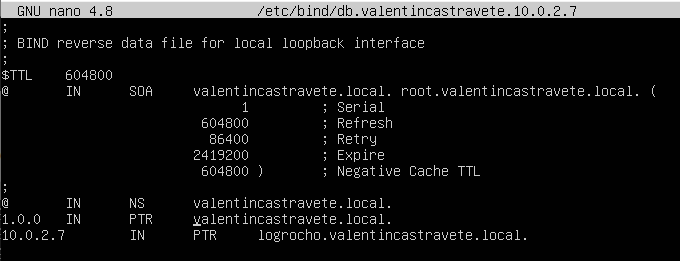 GNU nano 4.8 /etc/bind/db.valentincastravete.10.0.2.7
;
; BIND reverse data file for local loopback interface
;
$TTL 604800
@ IN SOA valentincastravete.local. root.valentincastravete.local. (
1 ; Serial
604800 ; Refresh
86400 ; Retry
2419200 ; Expire
604800 ) ; Negative Cache TTL
;
@ IN NS valentincastravete.local.
1.0.0 IN PTR valentincastravete.local.
10.0.2.7 IN PTR logrocho.valentincastravete.local.